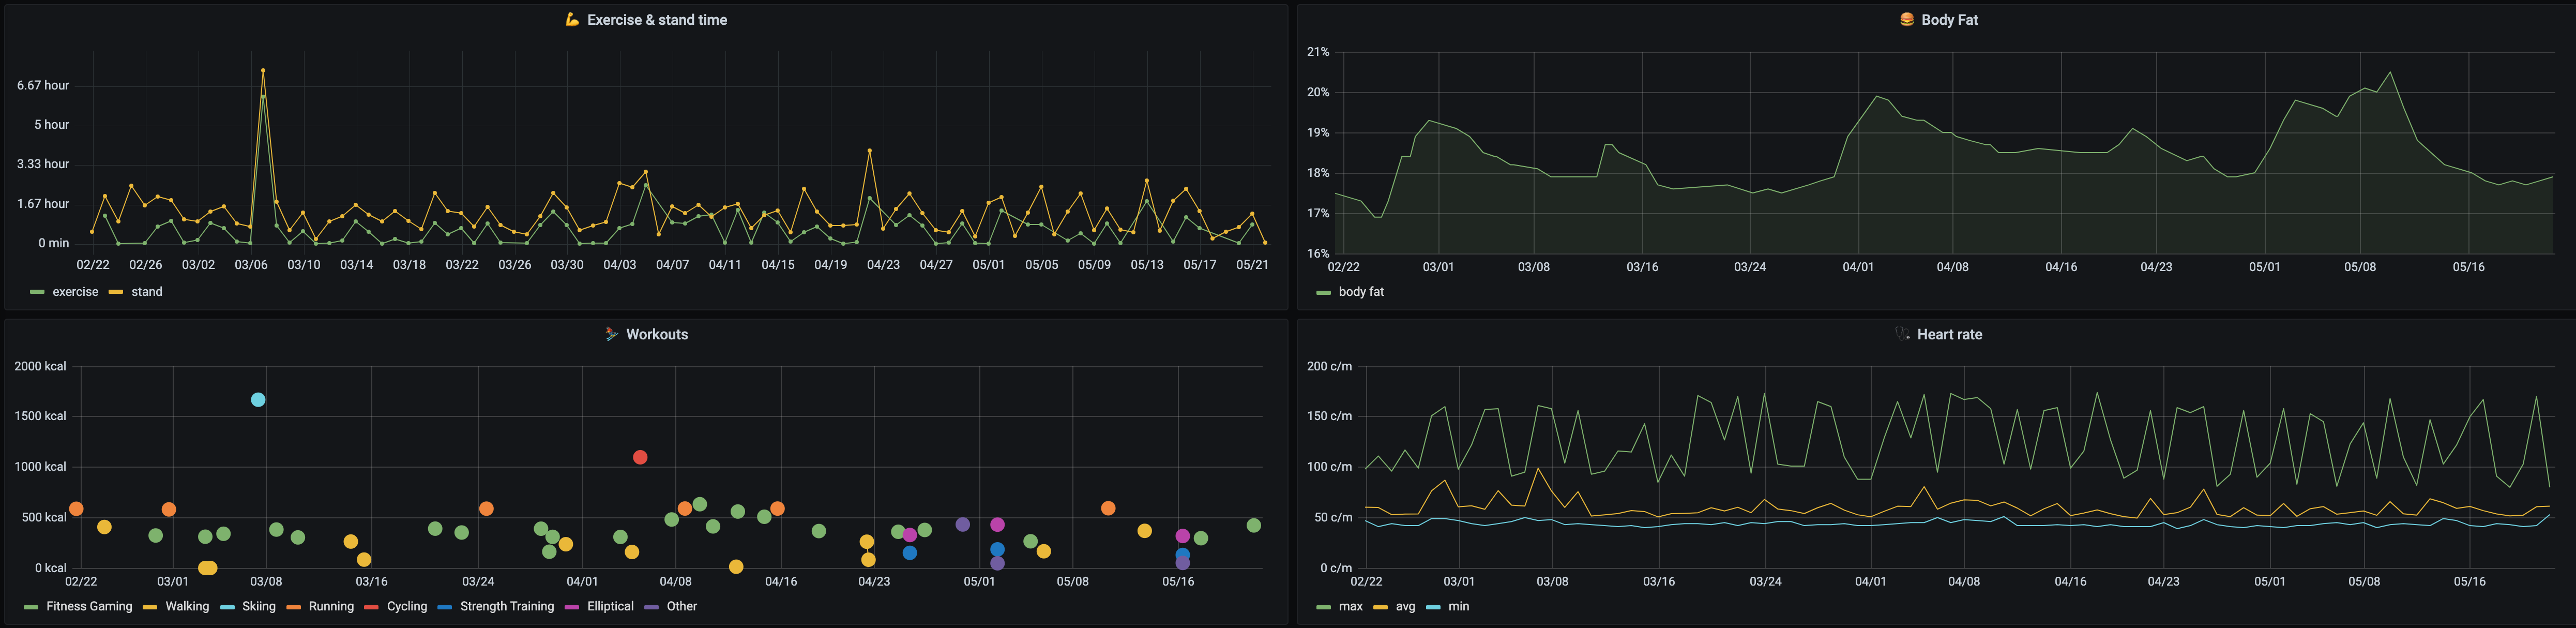 💪 Exercise & stand time
6.67 hour
5 hour
3.33 hour
1.67 hour
0 min
02/22 02/26 03/02 03/06 03/10 03/14 03/18 03/22 03/26 03/30 04/03 04/07 04/11 04/15 04/19 04/23 04/27 05/01 05/05 05/09 05/13 05/17 05/21
exercise stand
🍔 Body Fat
21%
20%
19%
18%
17%
16%
02/22 03/01 03/08 03/16 03/24 04/01 04/08 04/16 04/23 05/01 05/08 05/16
body fat
⛷ Workouts
2000 kcal
1500 kcal
1000 kcal
500 kcal
0 kcal
02/22 03/01 03/08 03/16 03/24 04/01 04/08 04/16 04/23 05/01 05/08 05/16
Fitness Gaming Walking Skiing Running Cycling Strength Training Elliptical Other
🩺 Heart rate
200 c/m
150 c/m
100 c/m
50 c/m
0 c/m
02/22 03/01 03/08 03/16 03/24 04/01 04/08 04/16 04/23 05/01 05/08 05/16
max avg min